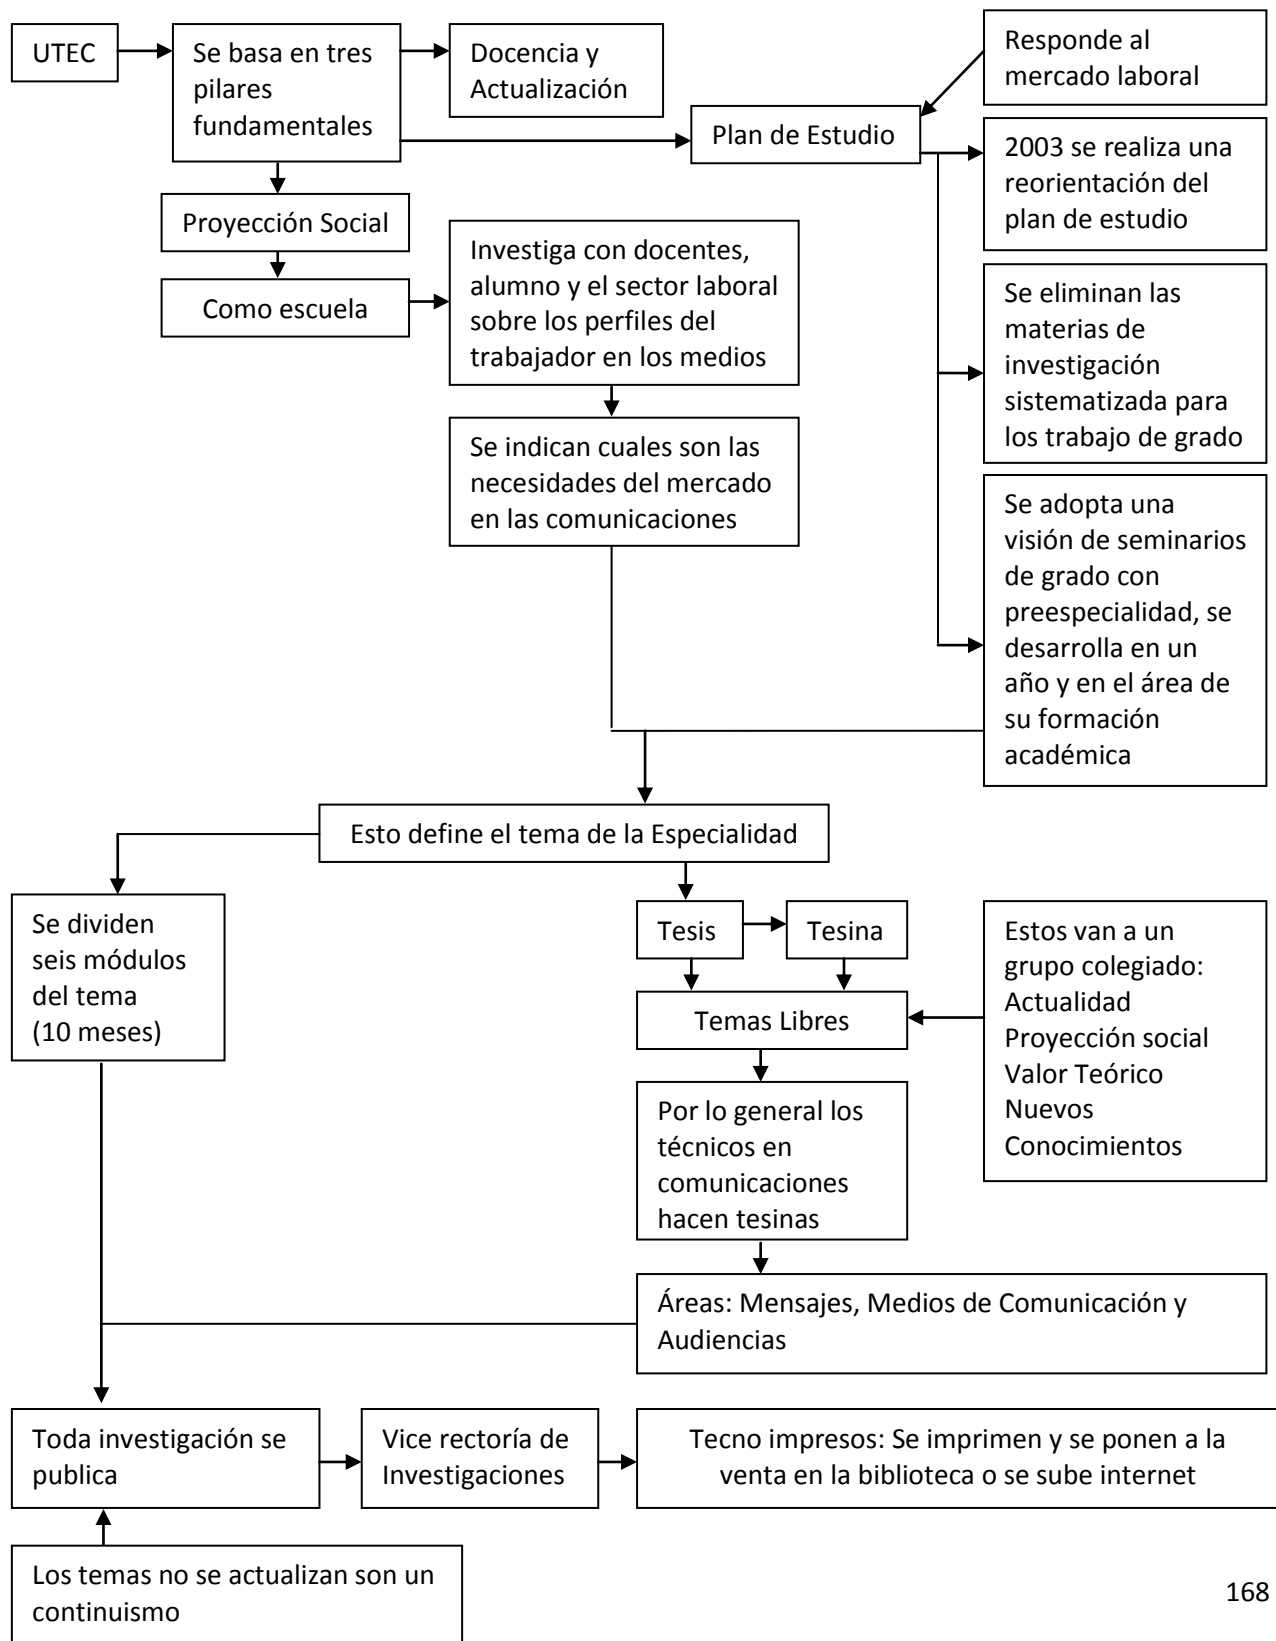 UTEC
Se basa en tres
pilares
fundamentales
Docencia y
Actualización
Responde al
mercado laboral
Plan de Estudio
2003 se realiza una
reorientación del
plan de estudio
Proyección Social
Como escuela
Investiga con docentes,
alumno y el sector laboral
sobre los perfiles del
trabajador en los medios
Se eliminan las
materias de
investigación
sistematizada para
los trabajo de grado
Se indican cuales son las
necesidades del mercado
en las comunicaciones
Se adopta una
visión de seminarios
de grado con
preespecialidad, se
desarrolla en un
año y en el área de
su formación
académica
Esto define el tema de la Especialidad
Se dividen
seis módulos
del tema
(10 meses)
Tesis
Tesina
Temas Libres
Estos van a un
grupo colegiado:
Actualidad
Proyección social
Valor Teórico
Nuevos
Conocimientos
Por lo general los
técnicos en
comunicaciones
hacen tesinas
Áreas: Mensajes, Medios de Comunicación y
Audiencias
Toda investigación se
publica
Vice rectoría de
Investigaciones
Tecno impresos: Se imprimen y se ponen a la
venta en la biblioteca o se sube internet
Los temas no se actualizan son un
continuismo
168